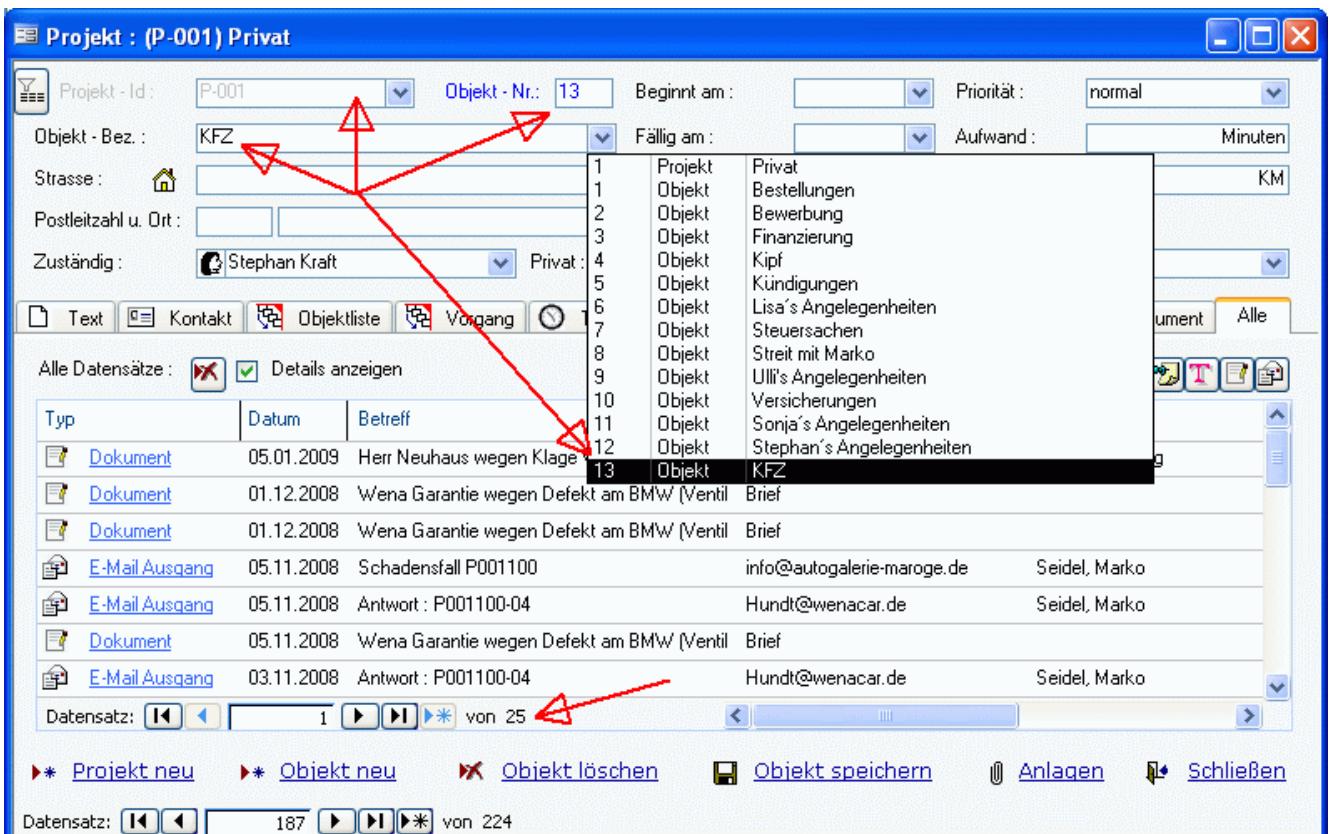 Projekt : (P-001) Privat
Projekt - Id : P-001 Objekt - Nr.: 13 Beginnt am : Priorität : normal
Objekt - Bez. : KFZ Fällig am : Aufwand : Minuten
Strasse : KM
Postleitzahl u. Ort :
Zuständig : Stephan Kraft Privat :
1 Projekt Privat
1 Objekt Bestellungen
2 Objekt Bewerbung
3 Objekt Finanzierung
4 Objekt Kipf
5 Objekt Kündigungen
6 Objekt Lisa´s Angelegenheiten
7 Objekt Steuersachen
8 Objekt Streit mit Marko
9 Objekt Ulli's Angelegenheiten
10 Objekt Versicherungen
11 Objekt Sonja´s Angelegenheiten
12 Objekt Stephan´s Angelegenheiten
13 Objekt KFZ
Text Kontakt Objektliste Vorgang T ument Alle
Alle Datensätze : Details anzeigen
Typ Datum Betreff
Dokument 05.01.2009 Herr Neuhaus wegen Klage g
Dokument 01.12.2008 Wena Garantie wegen Defekt am BMW (Ventil Brief
Dokument 01.12.2008 Wena Garantie wegen Defekt am BMW (Ventil Brief
E-Mail Ausgang 05.11.2008 Schadensfall P001100 info@autogalerie-maroge.de Seidel, Marko
E-Mail Ausgang 05.11.2008 Antwort : P001100-04 Hundt@wenacar.de Seidel, Marko
Dokument 05.11.2008 Wena Garantie wegen Defekt am BMW (Ventil Brief
E-Mail Ausgang 03.11.2008 Antwort : P001100-04 Hundt@wenacar.de Seidel, Marko
Datensatz: 1 von 25
Projekt neu Objekt neu Objekt löschen Objekt speichern Anlagen Schließen
Datensatz: 187 von 224